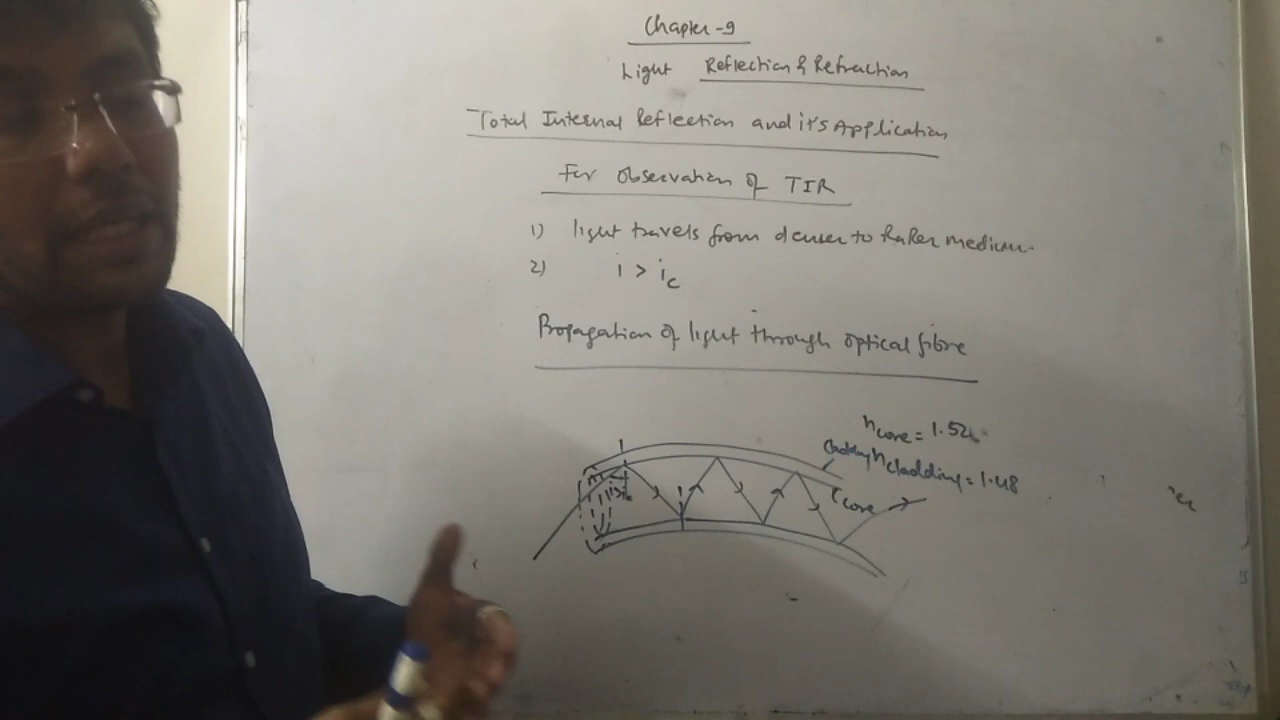 Chapter - 9
Light Reflection & Refraction
Total Internal Reflection and it's Application
For Observation of TIR
1) light travels from denser to Rarer medium.
2) i > ic
Propagation of light through optical fibre
ncore = 1.52
cladding ncladding = 1.48
core